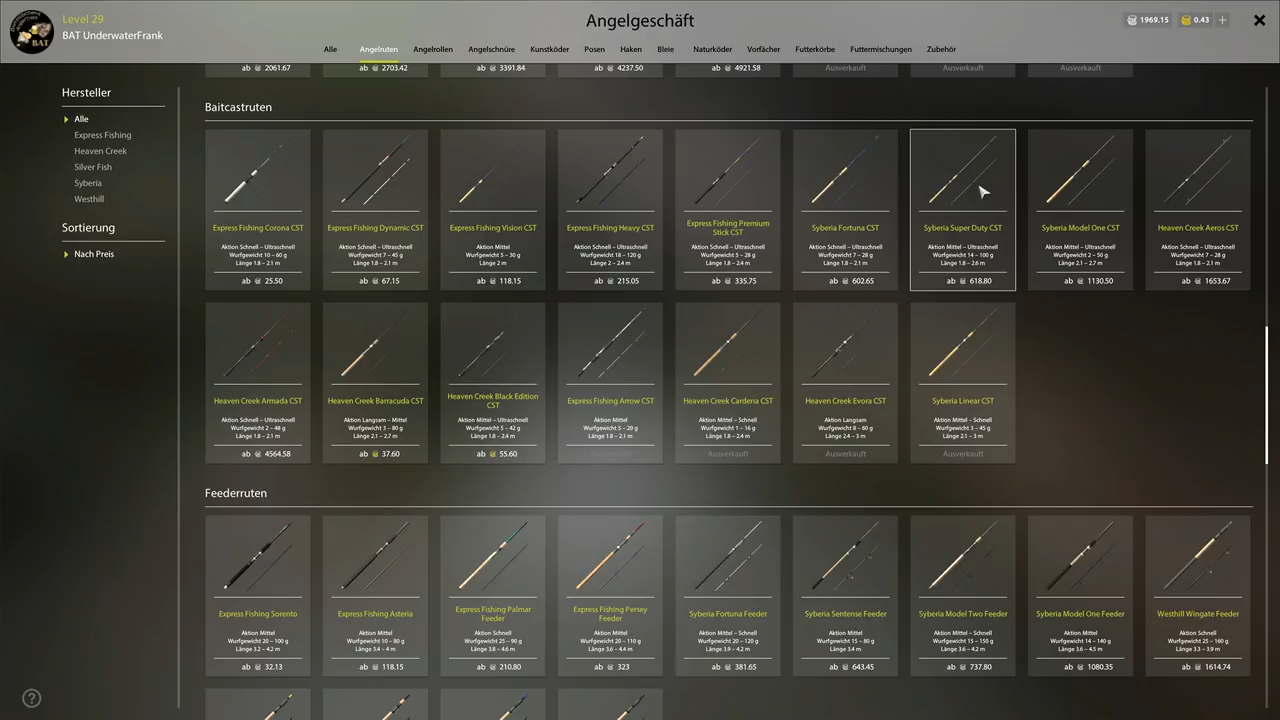 Level 29
BAT UnderwaterFrank
Angelgeschäft
1969.15
0.43
Alle
Angelruten
Angelrollen
Angelschnüre
Kunstköder
Posen
Haken
Bleie
Naturköder
Vorfächer
Futterkörbe
Futtermischungen
Zubehör
ab 2061.67
ab 2703.42
ab 3391.84
ab 4237.50
ab 4921.58
Ausverkauft
Ausverkauft
Ausverkauft
Hersteller
Alle
Express Fishing
Heaven Creek
Silver Fish
Syberia
Westhill
Sortierung
Nach Preis
Baitcastruten
Express Fishing Corona CST
Aktion Schnell – Ultraschnell
Wurfgewicht 10 – 60 g
Länge 1.8 – 2.1 m
ab 25.50
Express Fishing Dynamic CST
Aktion Schnell – Ultraschnell
Wurfgewicht 7 – 45 g
Länge 1.8 – 2.1 m
ab 67.15
Express Fishing Vision CST
Aktion Mittel
Wurfgewicht 5 – 30 g
Länge 2 m
ab 118.15
Express Fishing Heavy CST
Aktion Schnell – Ultraschnell
Wurfgewicht 18 – 120 g
Länge 2 – 2.4 m
ab 215.05
Express Fishing Premium
Stick CST
Aktion Schnell – Ultraschnell
Wurfgewicht 5 – 28 g
Länge 1.8 – 2.4 m
ab 335.75
Syberia Fortuna CST
Aktion Schnell – Ultraschnell
Wurfgewicht 7 – 28 g
Länge 1.8 – 2.1 m
ab 602.65
Syberia Super Duty CST
Aktion Mittel – Ultraschnell
Wurfgewicht 14 – 100 g
Länge 1.8 – 2.6 m
ab 618.80
Syberia Model One CST
Aktion Mittel – Ultraschnell
Wurfgewicht 2 – 50 g
Länge 2.1 – 2.7 m
ab 1130.50
Heaven Creek Aeros CST
Aktion Schnell – Ultraschnell
Wurfgewicht 7 – 28 g
Länge 1.8 – 2.1 m
ab 1653.67
Heaven Creek Armada CST
Aktion Schnell – Ultraschnell
Wurfgewicht 2 – 48 g
Länge 1.8 – 2.1 m
ab 4564.58
Heaven Creek Barracuda CST
Aktion Langsam – Mittel
Wurfgewicht 3 – 80 g
Länge 2.1 – 2.7 m
ab 37.60
Heaven Creek Black Edition
CST
Aktion Mittel – Ultraschnell
Wurfgewicht 5 – 42 g
Länge 1.8 – 2.4 m
ab 55.60
Express Fishing Arrow CST
Aktion Mittel
Wurfgewicht 5 – 20 g
Länge 1.8 – 2.1 m
Heaven Creek Cardena CST
Aktion Mittel – Schnell
Wurfgewicht 1 – 16 g
Länge 1.8 – 2.4 m
Ausverkauft
Heaven Creek Evora CST
Aktion Langsam
Wurfgewicht 8 – 60 g
Länge 2.4 – 3 m
Ausverkauft
Syberia Linear CST
Aktion Mittel – Schnell
Wurfgewicht 3 – 45 g
Länge 2.1 – 3 m
Ausverkauft
Feederruten
Express Fishing Sorento
Aktion Mittel
Wurfgewicht 20 – 100 g
Länge 3.2 – 4.2 m
ab 32.13
Express Fishing Asteria
Aktion Mittel
Wurfgewicht 10 – 80 g
Länge 3.4 – 4 m
ab 118.15
Express Fishing Palmar
Feeder
Aktion Schnell
Wurfgewicht 25 – 90 g
Länge 3.8 – 4.6 m
ab 210.80
Express Fishing Persey
Feeder
Aktion Schnell
Wurfgewicht 20 – 110 g
Länge 3.6 – 4.4 m
ab 323
Syberia Fortuna Feeder
Aktion Schnell
Wurfgewicht 20 – 120 g
Länge 3.9 – 4.2 m
ab 381.65
Syberia Sentense Feeder
Aktion Mittel
Wurfgewicht 15 – 80 g
Länge 3.4 – 4.2 m
ab 643.45
Syberia Model Two Feeder
Aktion Mittel – Schnell
Wurfgewicht 15 – 150 g
Länge 3.6 – 4.2 m
ab 737.80
Syberia Model One Feeder
Aktion Mittel
Wurfgewicht 14 – 140 g
Länge 3.6 – 4.5 m
ab 1080.35
Westhill Wingate Feeder
Aktion Schnell
Wurfgewicht 25 – 160 g
Länge 3.3 – 3.9 m
ab 1614.74